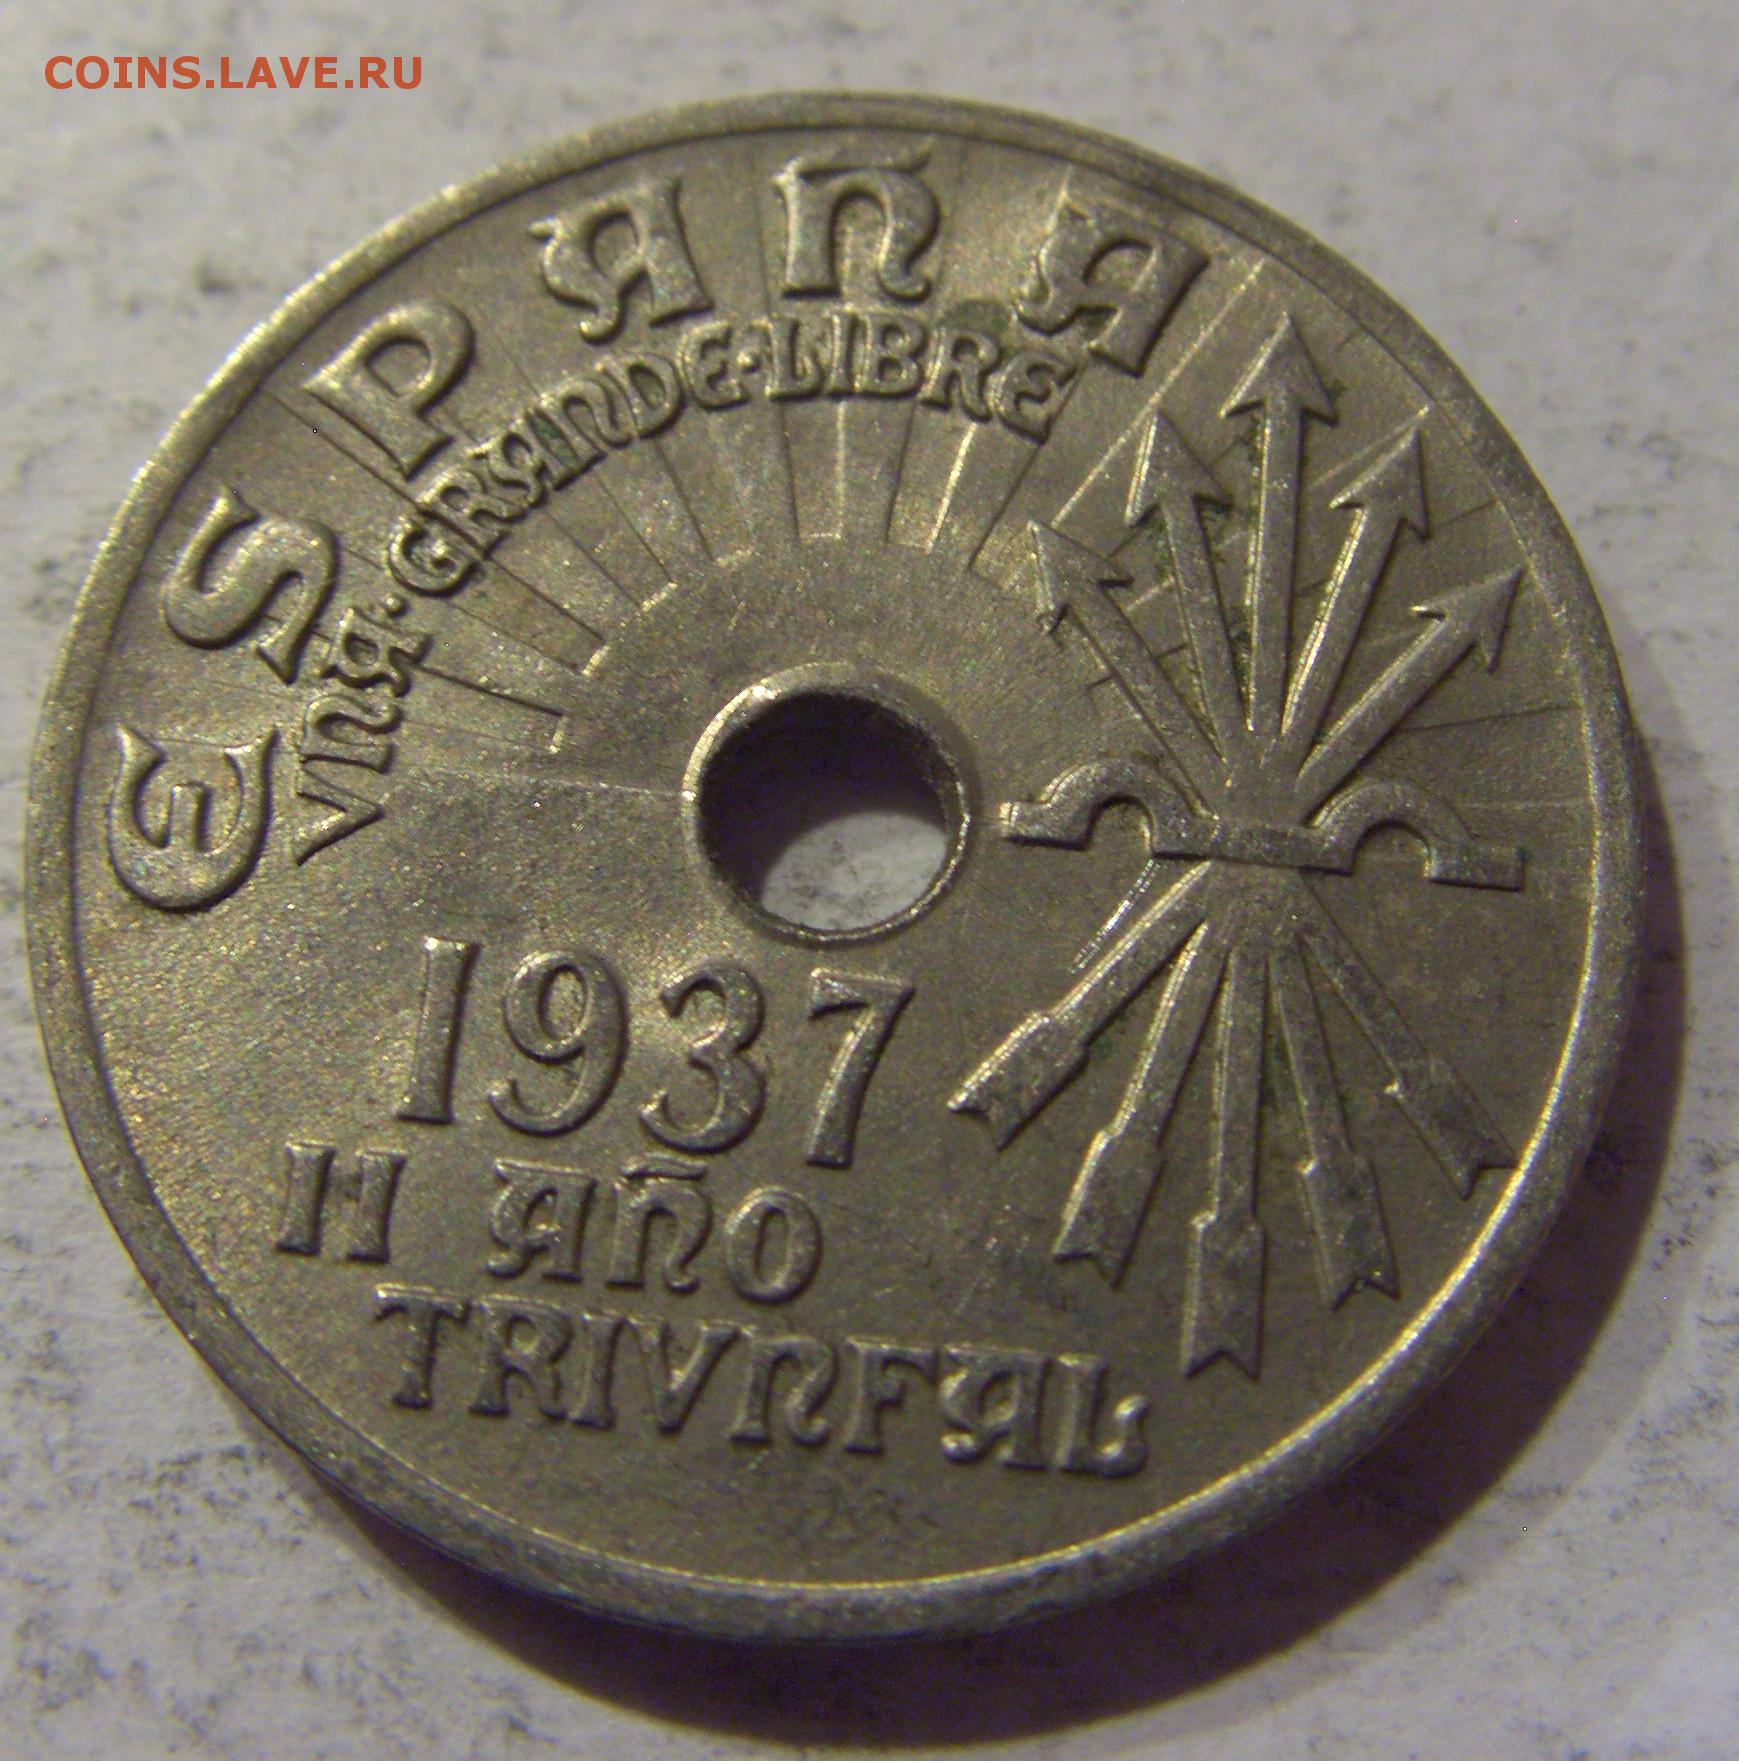 COINS.LAVE.RU
ESPAÑA
VNA·GRANDE·LIBRE
1937
II AÑO
TRIVNFAL